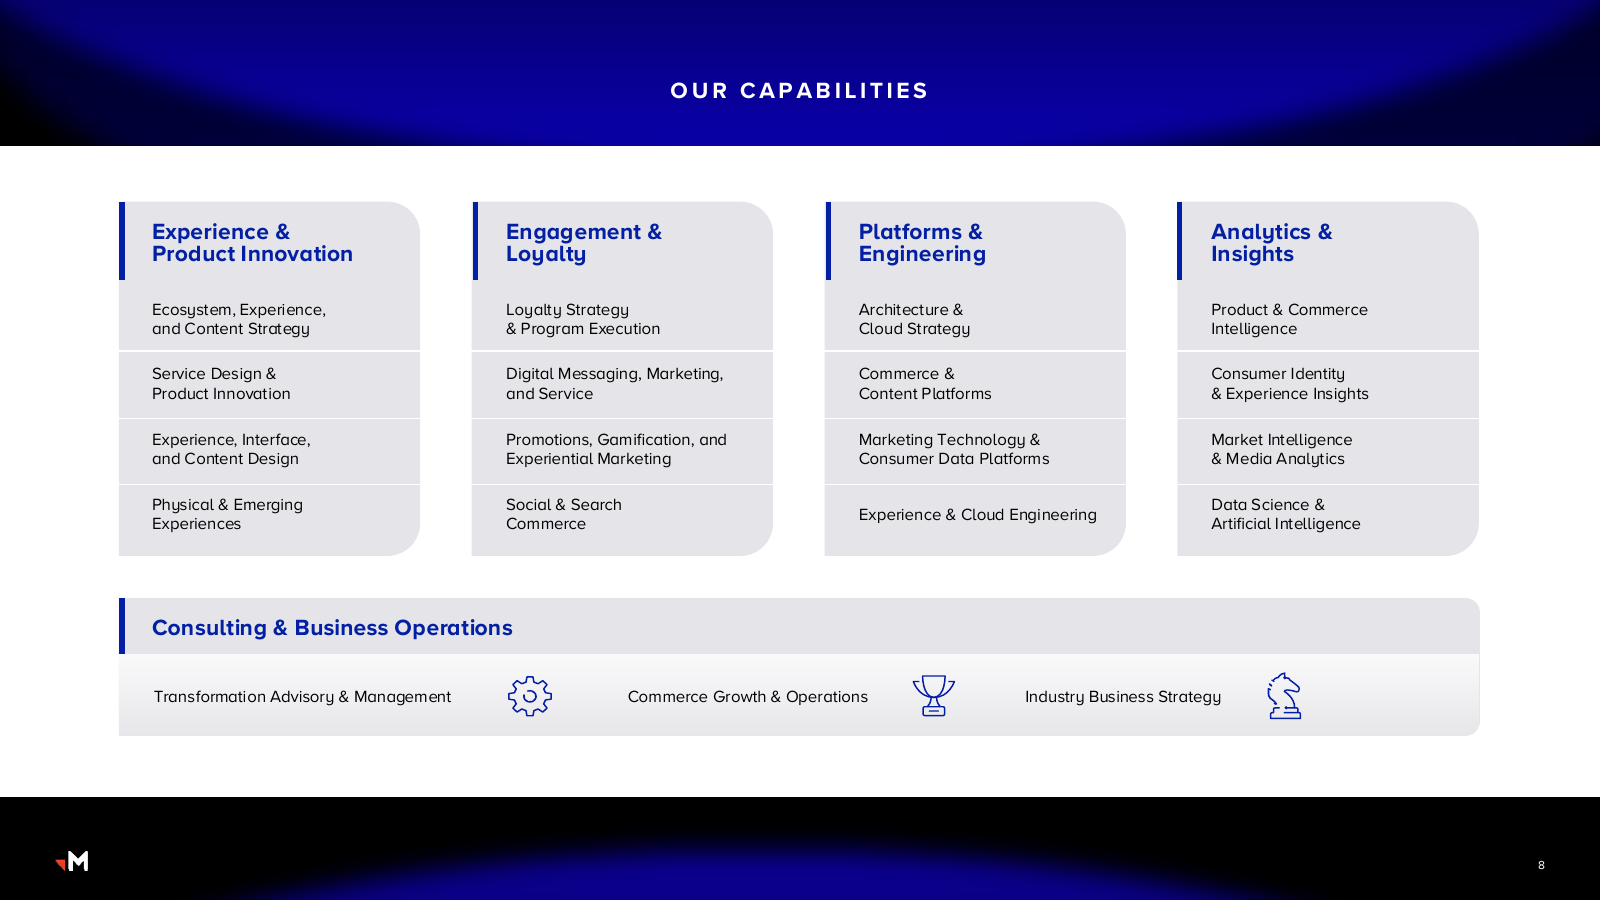 OUR CAPABILITIES
Experience &
Product Innovation
Ecosystem, Experience,
and Content Strategy
Service Design &
Product Innovation
Experience, Interface,
and Content Design
Physical & Emerging
Experiences
Engagement &
Loyalty
Loyalty Strategy
& Program Execution
Digital Messaging, Marketing,
and Service
Promotions, Gamification, and
Experiential Marketing
Social & Search
Commerce
Platforms &
Engineering
Architecture &
Cloud Strategy
Commerce &
Content Platforms
Marketing Technology &
Consumer Data Platforms
Experience & Cloud Engineering
Analytics &
Insights
Product & Commerce
Intelligence
Consumer Identity
& Experience Insights
Market Intelligence
& Media Analytics
Data Science &
Artificial Intelligence
Consulting & Business Operations
Transformation Advisory & Management
Commerce Growth & Operations
Industry Business Strategy
M
8